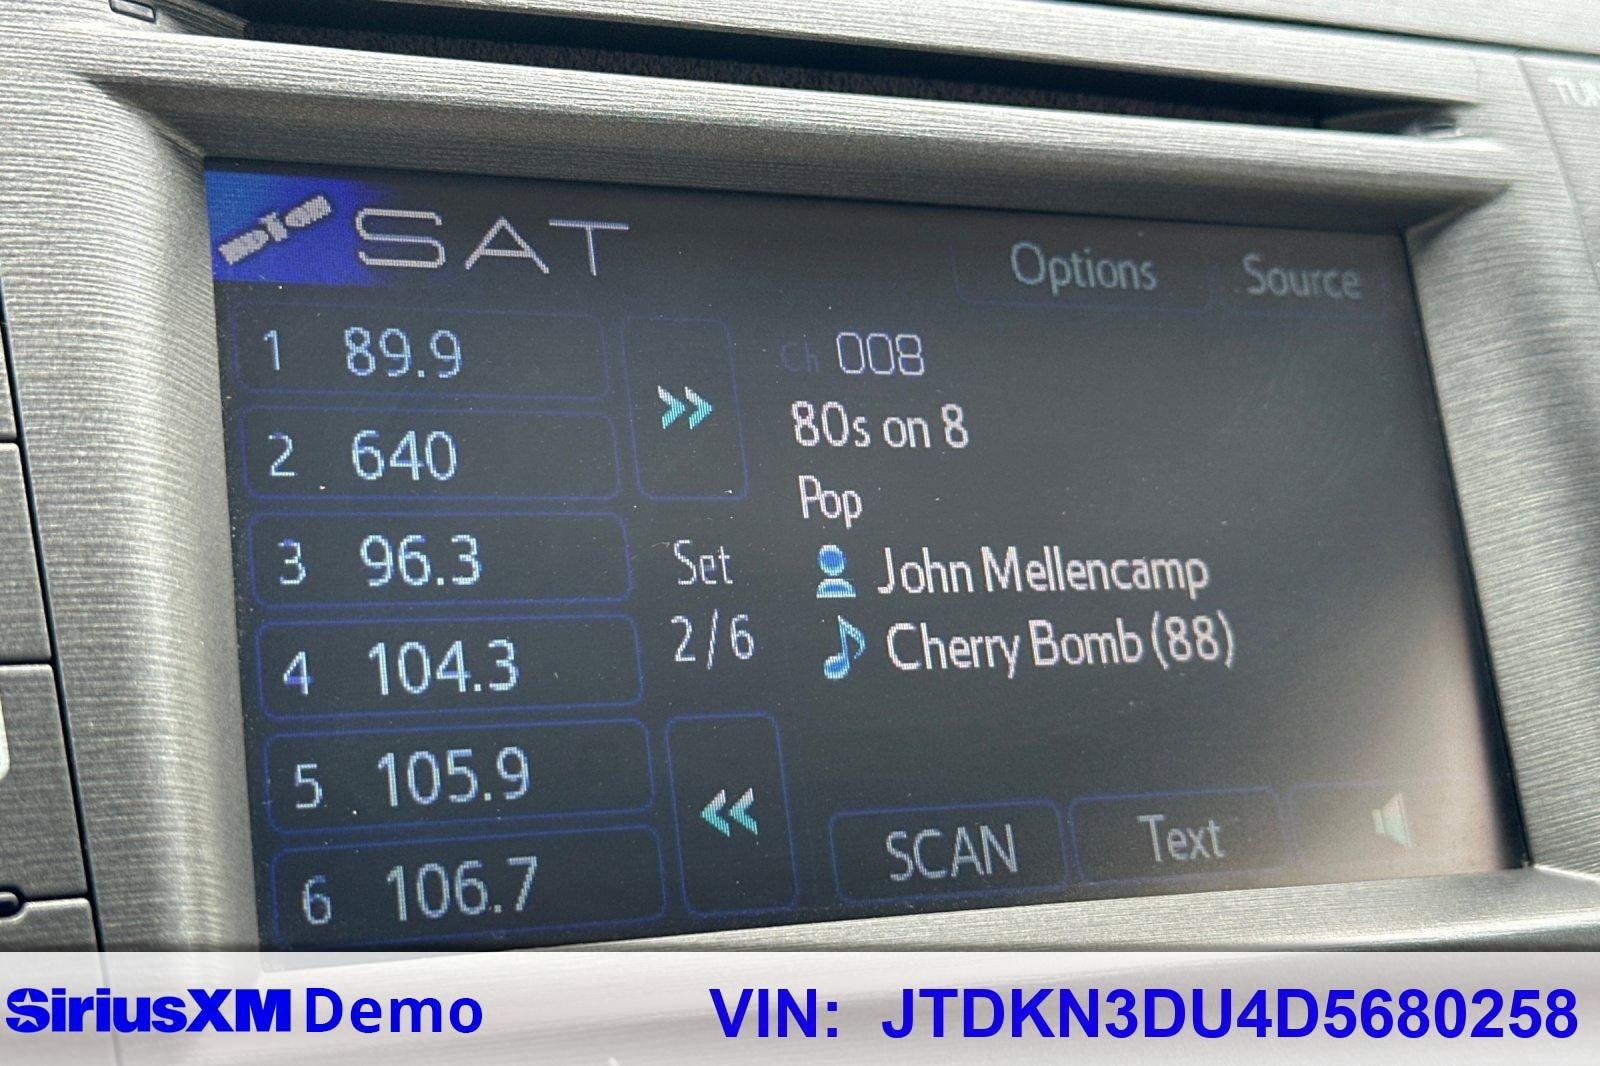 TUN
SAT
Options
Source
1 89.9
2 640
3 96.3
4 104.3
5 105.9
6 106.7
»
Set
2/6
«
Ch 008
80s on 8
Pop
John Mellencamp
Cherry Bomb (88)
SCAN
Text
SiriusXM Demo
VIN: JTDKN3DU4D5680258